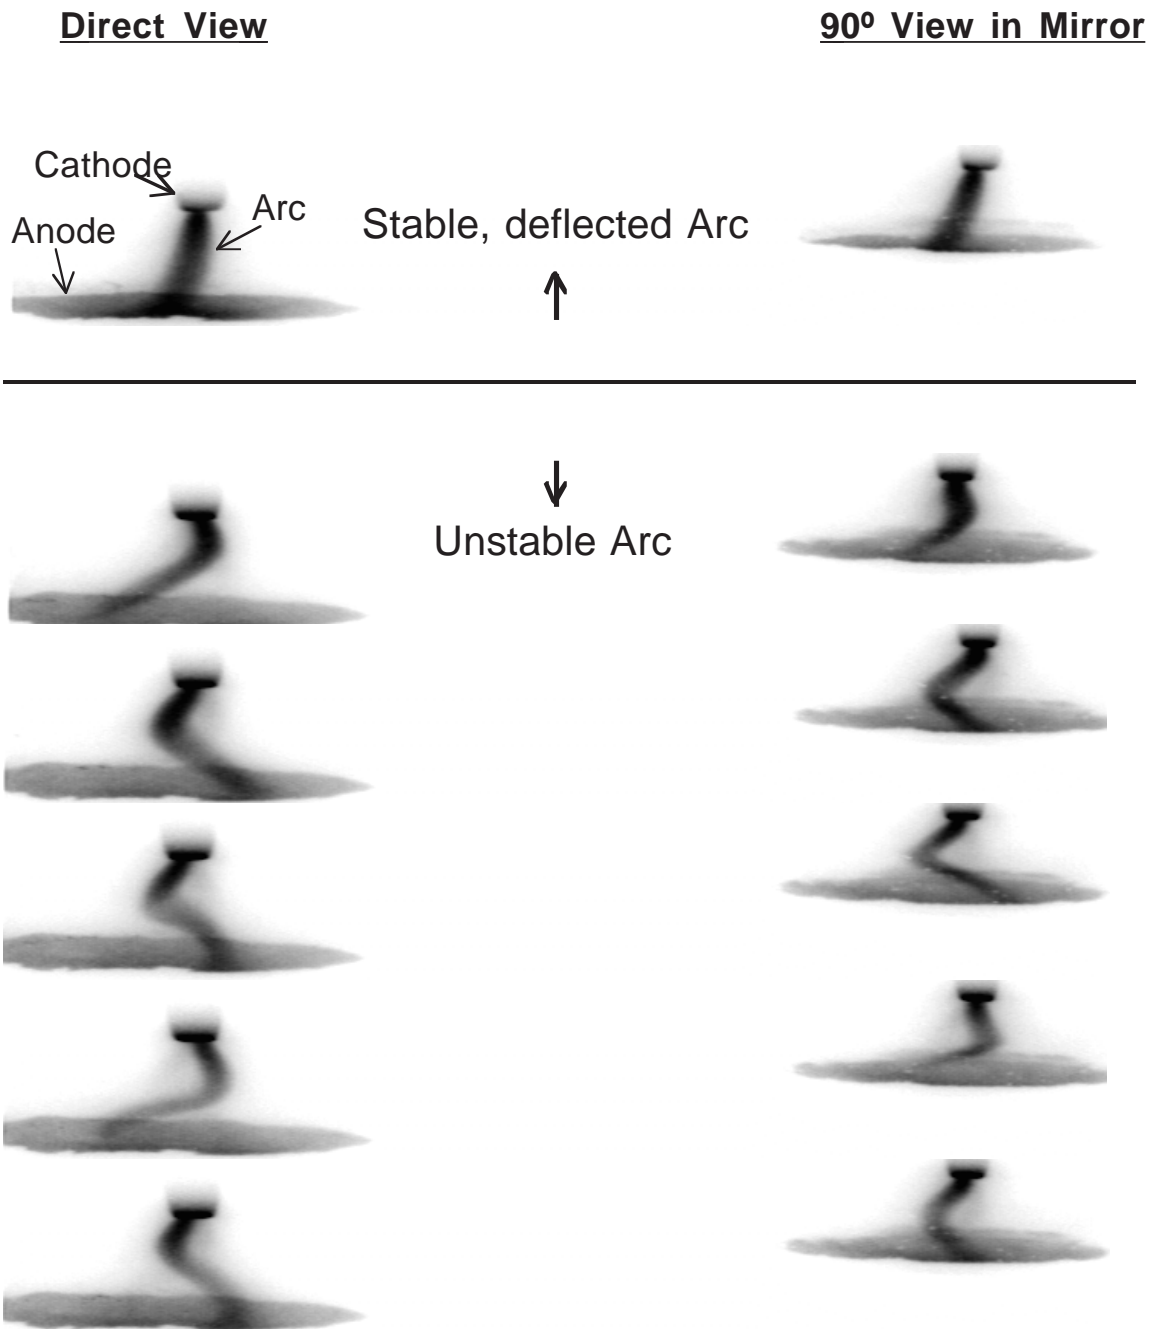 Direct View
90º View in Mirror
Cathode
Arc
Anode
Stable, deflected Arc
Unstable Arc